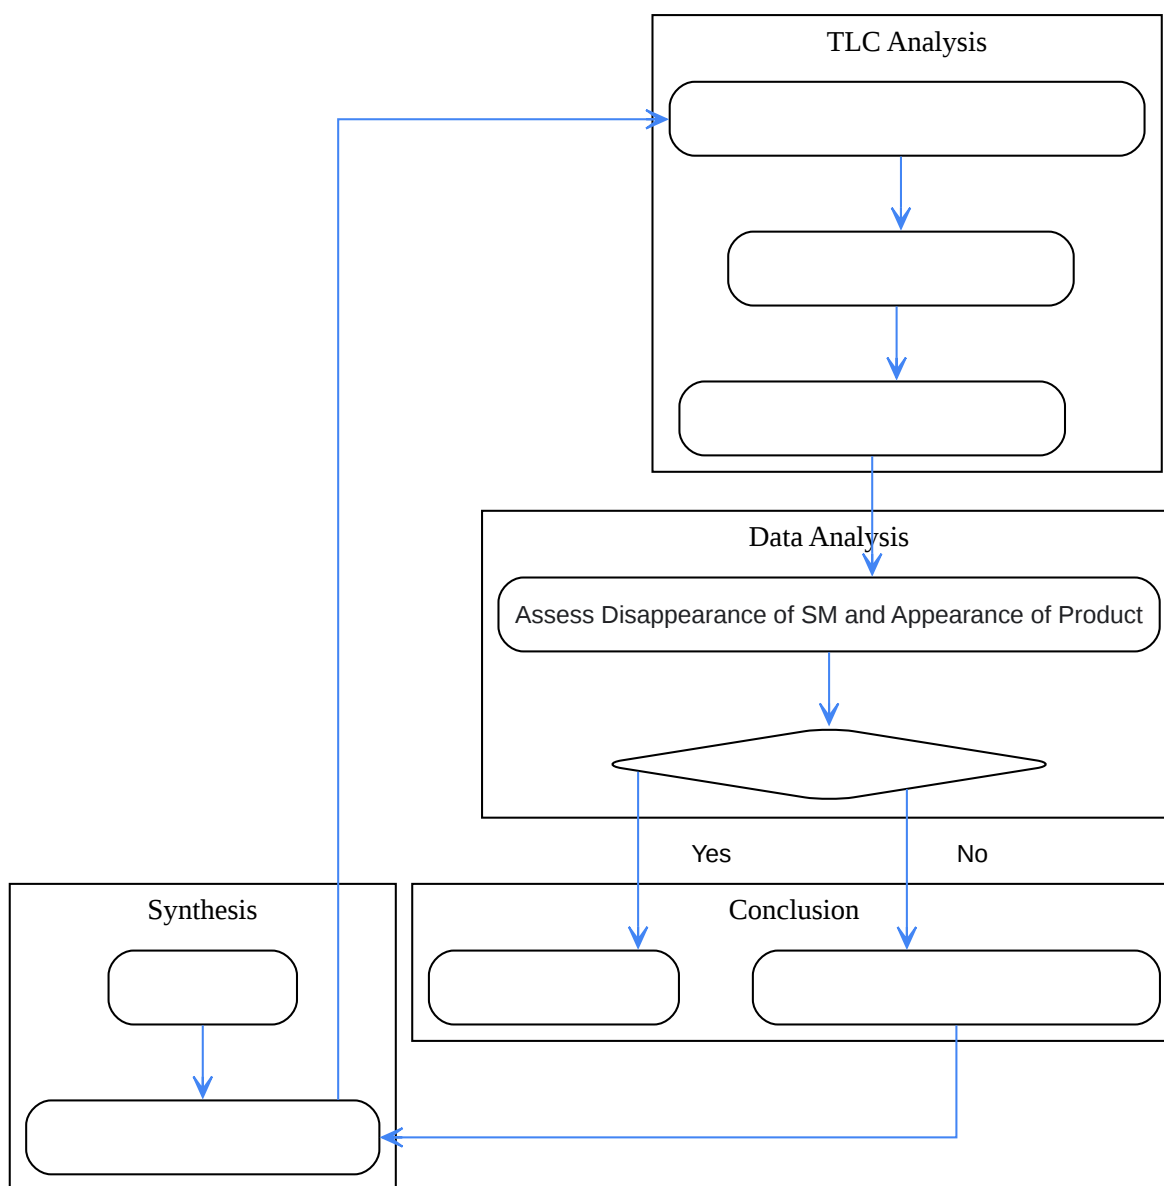 TLC Analysis
Data Analysis
Assess Disappearance of SM and Appearance of Product
Yes
No
Synthesis
Conclusion